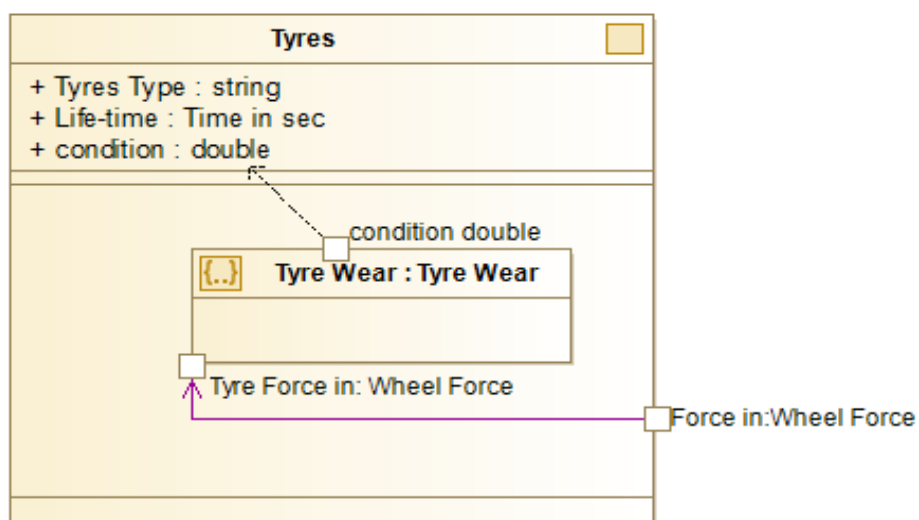 Tyres
+ Tyres Type : string
+ Life-time : Time in sec
+ condition : double
condition double
{..} Tyre Wear : Tyre Wear
Tyre Force in: Wheel Force
Force in:Wheel Force